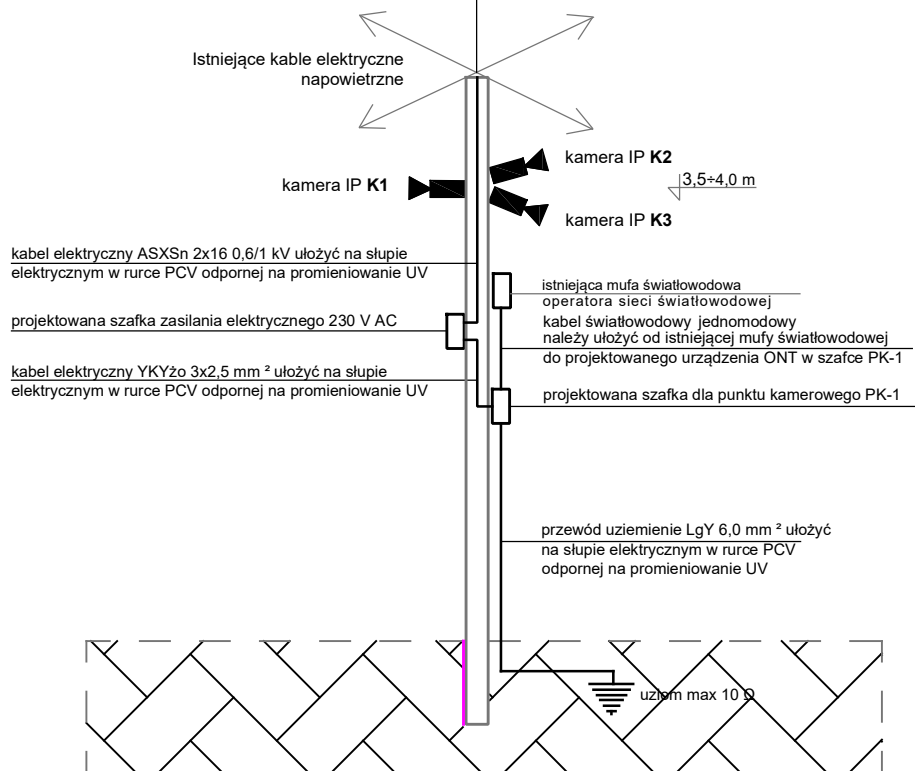 Istniejące kable elektryczne
napowietrzne
kamera IP K2
kamera IP K1
3,5÷4,0 m
kamera IP K3
kabel elektryczny ASXSn 2x16 0,6/1 kV ułożyć na słupie
elektrycznym w rurce PCV odpornej na promieniowanie UV
istniejąca mufa światłowodowa
operatora sieci światłowodowej
projektowana szafka zasilania elektrycznego 230 V AC
kabel światłowodowy jednomodowy
należy ułożyć od istniejącej mufy światłowodowej
do projektowanego urządzenia ONT w szafce PK-1
kabel elektryczny YKYżo 3x2,5 mm ² ułożyć na słupie
elektrycznym w rurce PCV odpornej na promieniowanie UV
projektowana szafka dla punktu kamerowego PK-1
przewód uziemienie LgY 6,0 mm ² ułożyć
na słupie elektrycznym w rurce PCV
odpornej na promieniowanie UV
uziom max 10 Ω